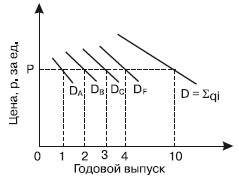 Цена, р. за ед.
P
D_A
D_B
D_C
D_F
D = Σqi
0
1
2
3
4
10
Годовой выпуск